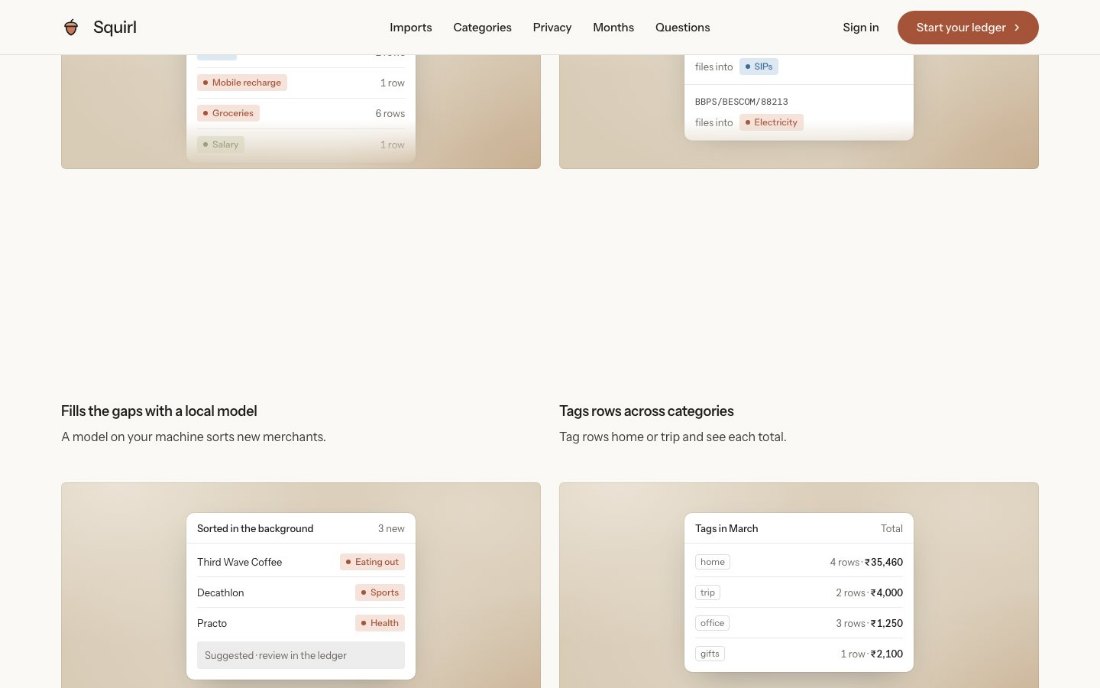 Squirl
Imports Categories Privacy Months Questions
Sign in
Start your ledger
Mobile recharge 1 row
Groceries 6 rows
Salary 1 row
files into SIPs
BBPS/BESCOM/88213
files into Electricity
Fills the gaps with a local model
A model on your machine sorts new merchants.
Tags rows across categories
Tag rows home or trip and see each total.
Sorted in the background 3 new
Third Wave Coffee Eating out
Decathlon Sports
Practo Health
Suggested · review in the ledger
Tags in March Total
home 4 rows · ₹35,460
trip 2 rows · ₹4,000
office 3 rows · ₹1,250
gifts 1 row · ₹2,100